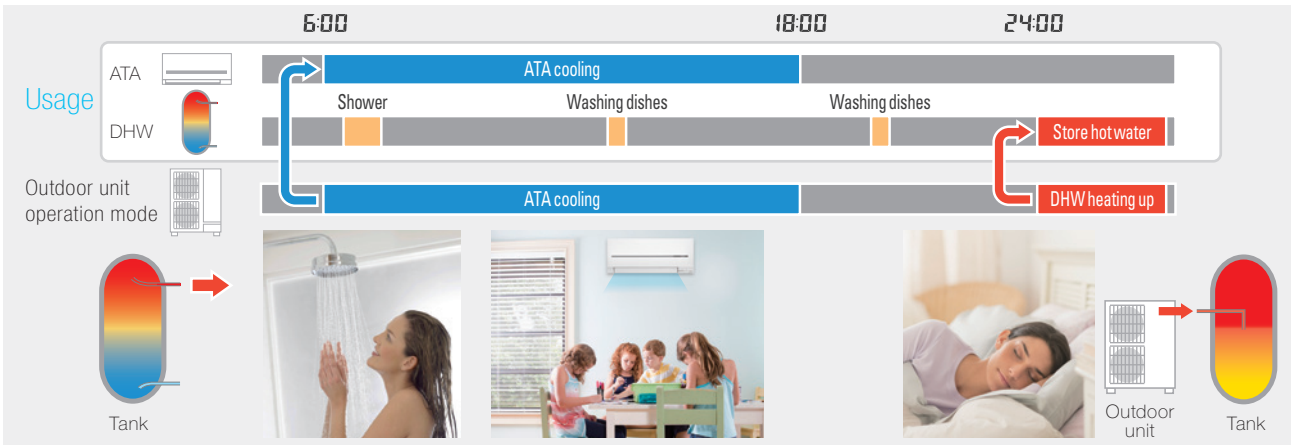 6:00
18:00
24:00
Usage
ATA
ATA cooling
Shower
Washing dishes
Washing dishes
DHW
Store hot water
Outdoor unit
operation mode
ATA cooling
DHW heating up
Tank
Outdoor
unit
Tank